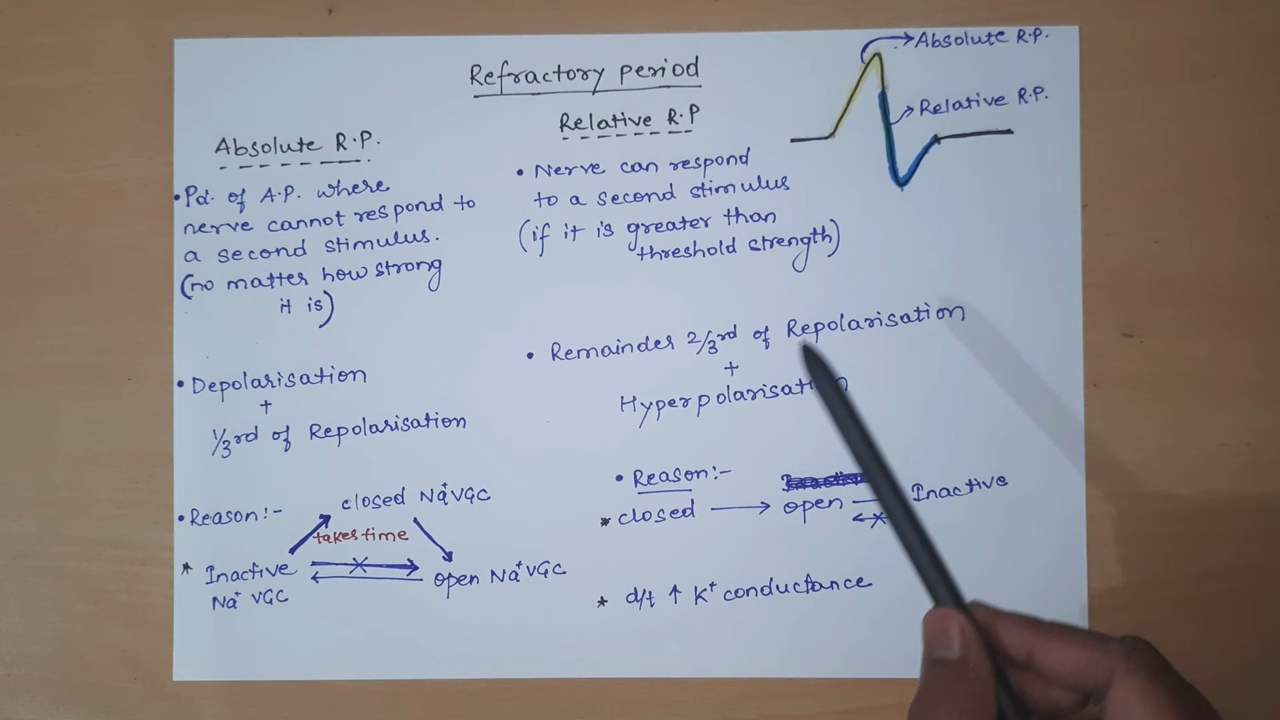 Refractory period
Absolute R.P.
• Pd. of A.P. where
nerve cannot respond to
a second stimulus.
(no matter how strong
it is)
• Depolarisation
+
1/3rd of Repolarisation
• Reason:-
closed Na⁺VGC
takes time
* Inactive
Na⁺ VGC
open Na⁺VGC
Relative R.P
• Nerve can respond
to a second stimulus
(if it is greater than
threshold strength)
• Remainder 2/3rd of Repolarisation
+
• Reason:-
* closed → open Inactive
* d/t ↑ K⁺ conductance
Absolute R.P.
Relative R.P.